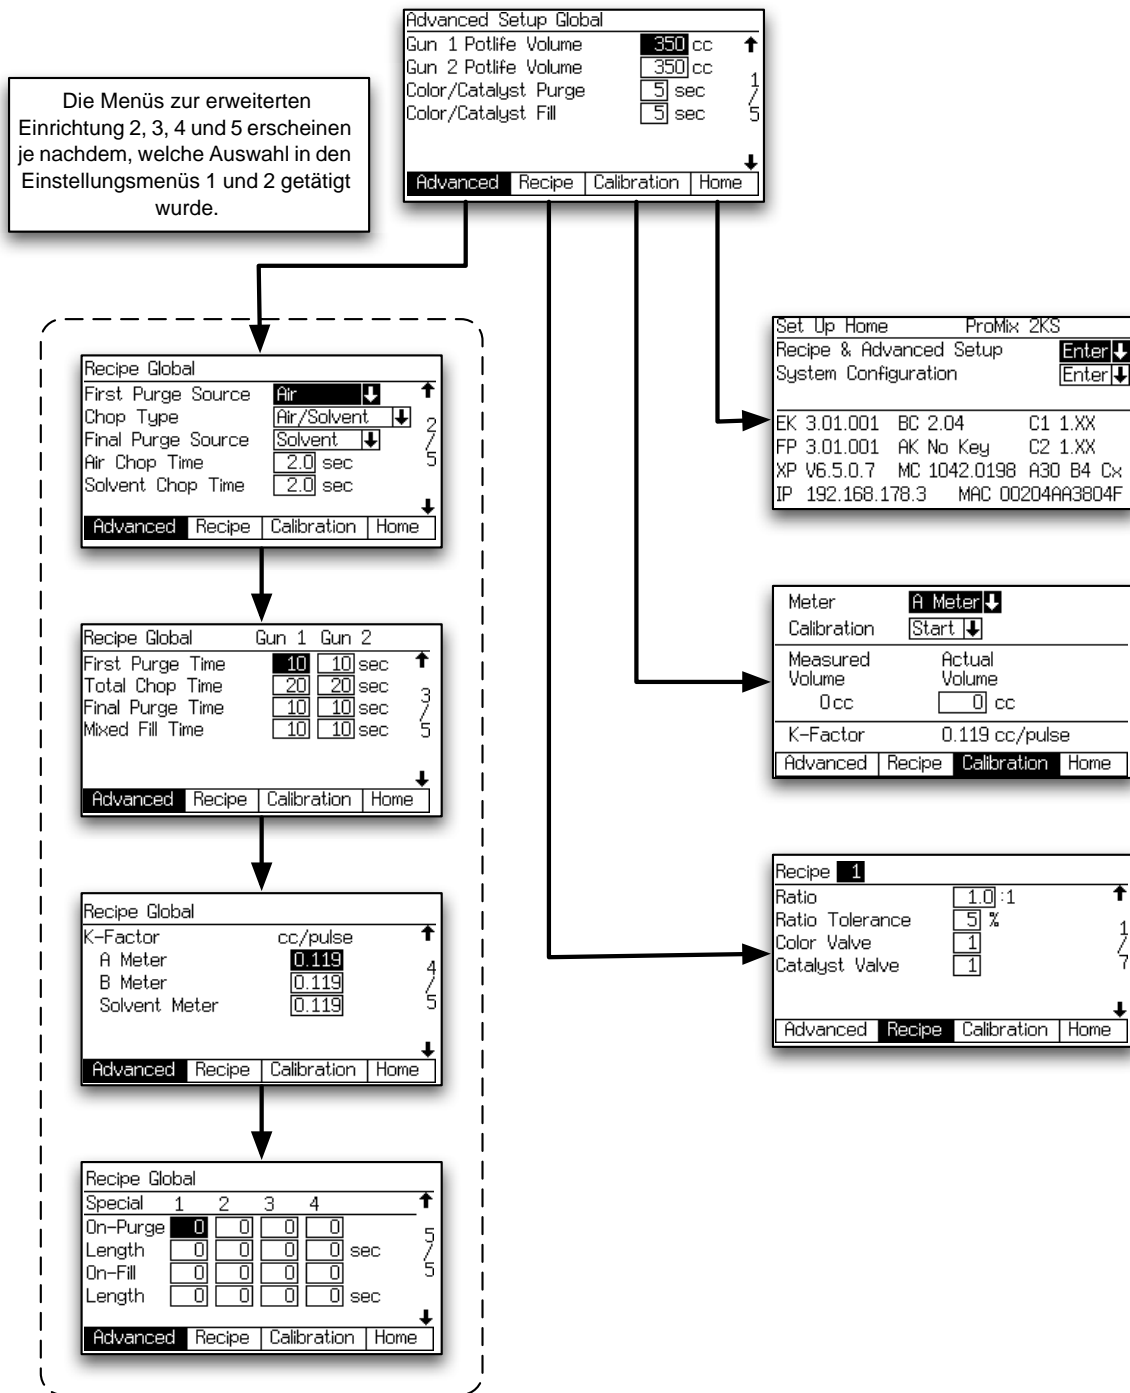 Advanced Setup Global
Gun 1 Potlife Volume 350 cc
Gun 2 Potlife Volume 350 cc
Color/Catalyst Purge 5 sec
Color/Catalyst Fill 5 sec
1/5
Advanced Recipe Calibration Home
Die Menüs zur erweiterten
Einrichtung 2, 3, 4 und 5 erscheinen
je nachdem, welche Auswahl in den
Einstellungsmenüs 1 und 2 getätigt
wurde.
Recipe Global
First Purge Source Air
Chop Type Air/Solvent
Final Purge Source Solvent
Air Chop Time 2.0 sec
Solvent Chop Time 2.0 sec
2/5
Advanced Recipe Calibration Home
Recipe Global Gun 1 Gun 2
First Purge Time 10 10 sec
Total Chop Time 20 20 sec
Final Purge Time 10 10 sec
Mixed Fill Time 10 10 sec
3/5
Advanced Recipe Calibration Home
Recipe Global
K-Factor cc/pulse
A Meter 0.119
B Meter 0.119
Solvent Meter 0.119
4/5
Advanced Recipe Calibration Home
Recipe Global
Special 1 2 3 4
On-Purge 0 0 0 0
Length 0 0 0 0 sec
On-Fill 0 0 0 0
Length 0 0 0 0 sec
5/5
Advanced Recipe Calibration Home
Set Up Home ProMix 2KS
Recipe & Advanced Setup Enter
System Configuration Enter
EK 3.01.001 BC 2.04 C1 1.XX
FP 3.01.001 AK No Key C2 1.XX
XP V6.5.0.7 MC 1042.0198 A30 B4 Cx
IP 192.168.178.3 MAC 00204AA3804F
Meter A Meter
Calibration Start
Measured Actual
Volume Volume
0 cc 0 cc
K-Factor 0.119 cc/pulse
Advanced Recipe Calibration Home
Recipe 1
Ratio 1.0 :1
Ratio Tolerance 5 %
Color Valve 1
Catalyst Valve 1
1/7
Advanced Recipe Calibration Home